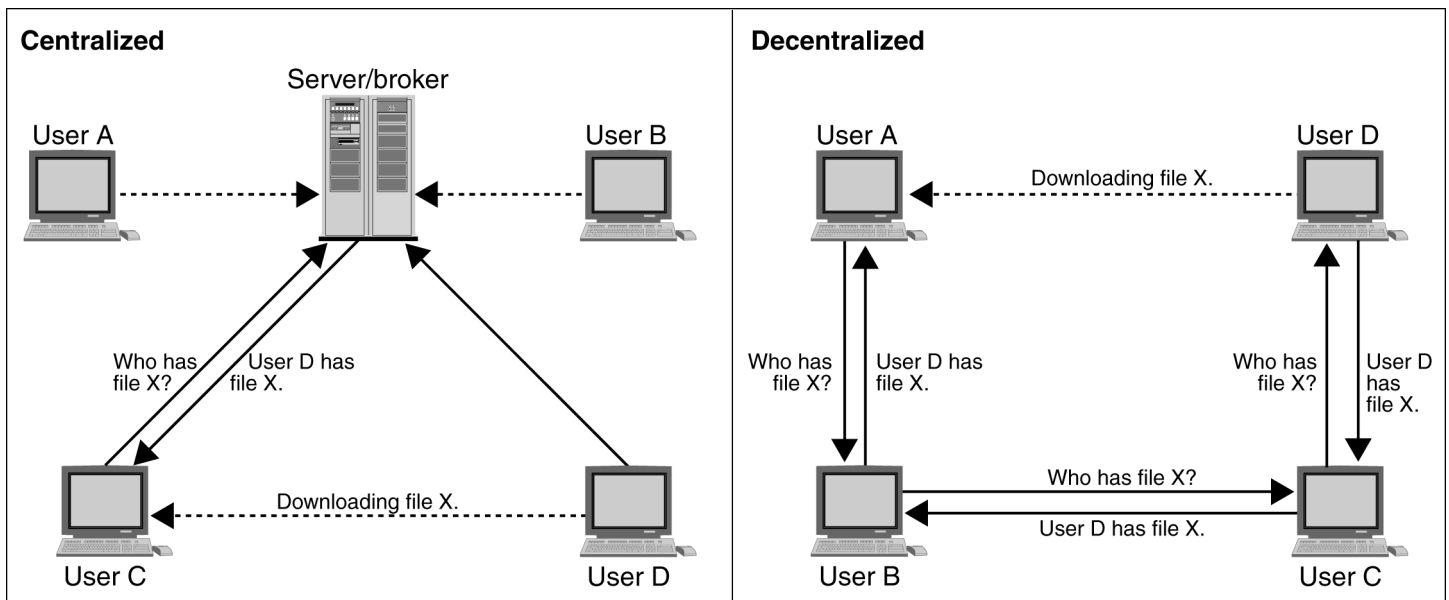 Centralized
Server/broker
User A
User B
Who has
file X?
User D has
file X.
Downloading file X.
User C
User D
Decentralized
User A
User D
Downloading file X.
Who has
file X?
User D has
file X.
Who has
file X?
User D
has
file X.
Who has file X?
User D has file X.
User B
User C